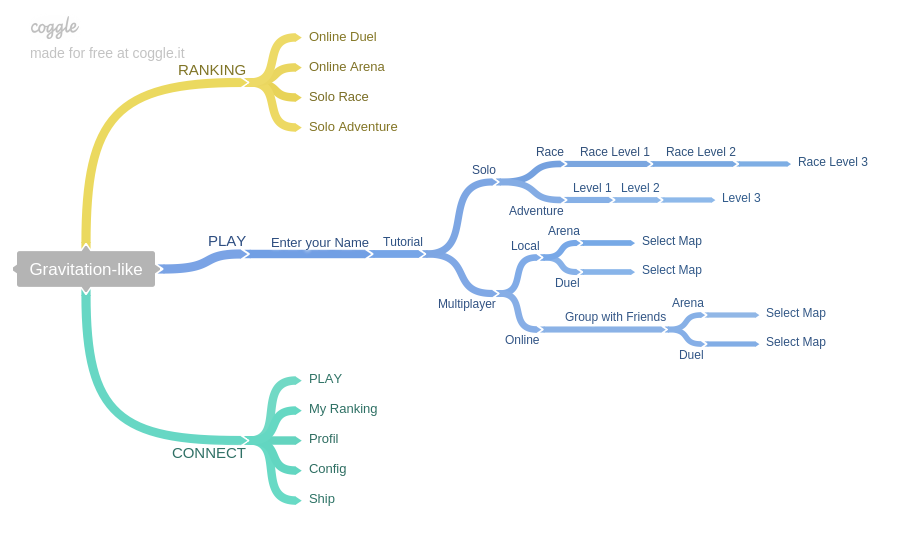 coggle
made for free at coggle.it
Gravitation-like
RANKING
Online Duel
Online Arena
Solo Race
Solo Adventure
PLAY
Enter your Name
Tutorial
Solo
Race
Race Level 1
Race Level 2
Race Level 3
Adventure
Level 1
Level 2
Level 3
Multiplayer
Local
Arena
Select Map
Duel
Select Map
Online
Group with Friends
Arena
Select Map
Duel
Select Map
CONNECT
PLAY
My Ranking
Profil
Config
Ship